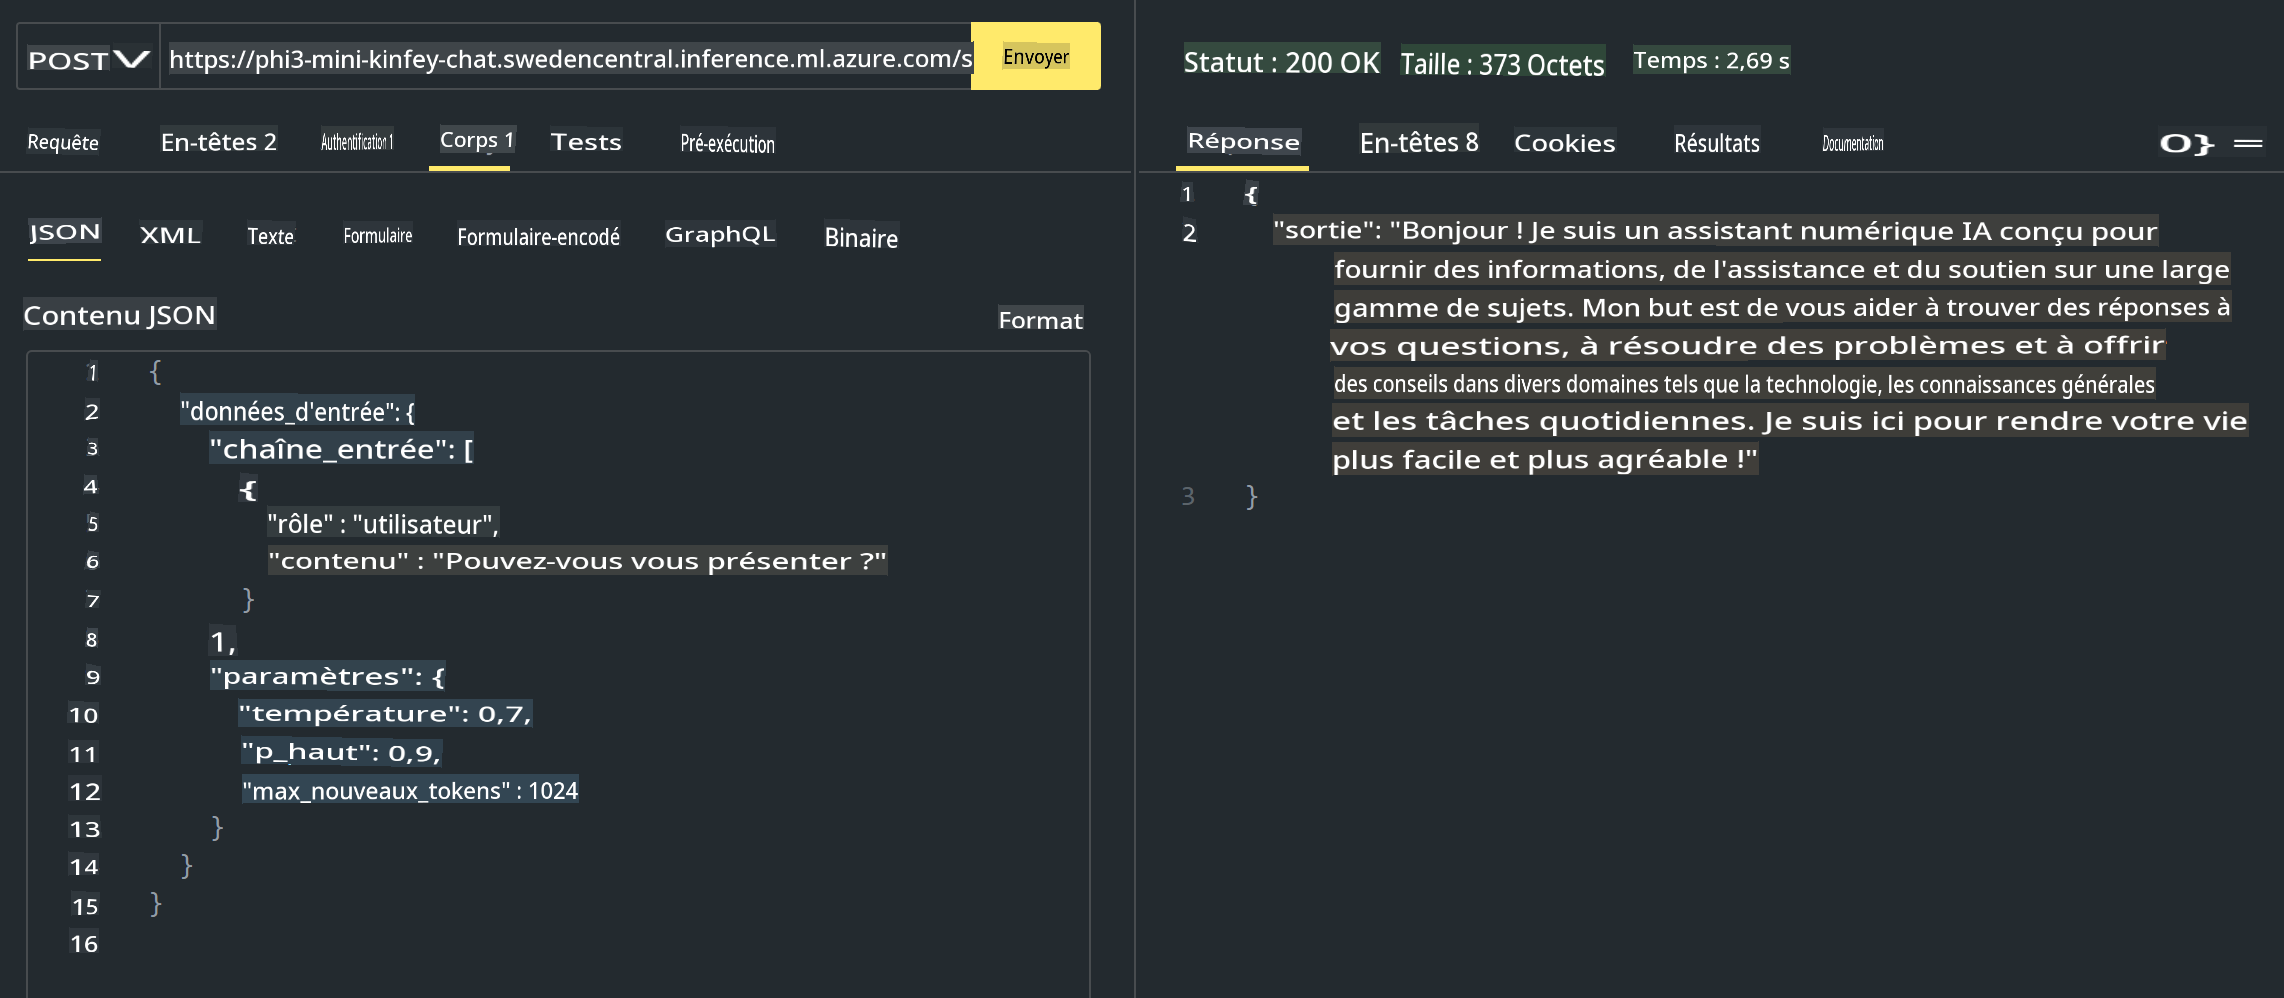 POST
https://phi3-mini-kinfey-chat.swedencentral.inference.ml.azure.com/s
Envoyer
Requête En-têtes 2 Authentification 1 Corps 1 Tests Pré-exécution
JSON XML Texte Formulaire Formulaire-encodé GraphQL Binaire
Contenu JSON Format
1 {
2 "données_d'entrée": {
3 "chaîne_entrée": [
4 {
5 "rôle" : "utilisateur",
6 "contenu" : "Pouvez-vous vous présenter ?"
7 }
8 1,
9 "paramètres": {
10 "température": 0,7,
11 "p_haut": 0,9,
12 "max_nouveaux_tokens" : 1024
13 }
14 }
15 }
16
Statut : 200 OK Taille : 373 Octets Temps : 2,69 s
Réponse En-têtes 8 Cookies Résultats Documentation O}
1 {
2 "sortie": "Bonjour ! Je suis un assistant numérique IA conçu pour
fournir des informations, de l'assistance et du soutien sur une large
gamme de sujets. Mon but est de vous aider à trouver des réponses à
vos questions, à résoudre des problèmes et à offrir
des conseils dans divers domaines tels que la technologie, les connaissances générales
et les tâches quotidiennes. Je suis ici pour rendre votre vie
plus facile et plus agréable !"
3 }